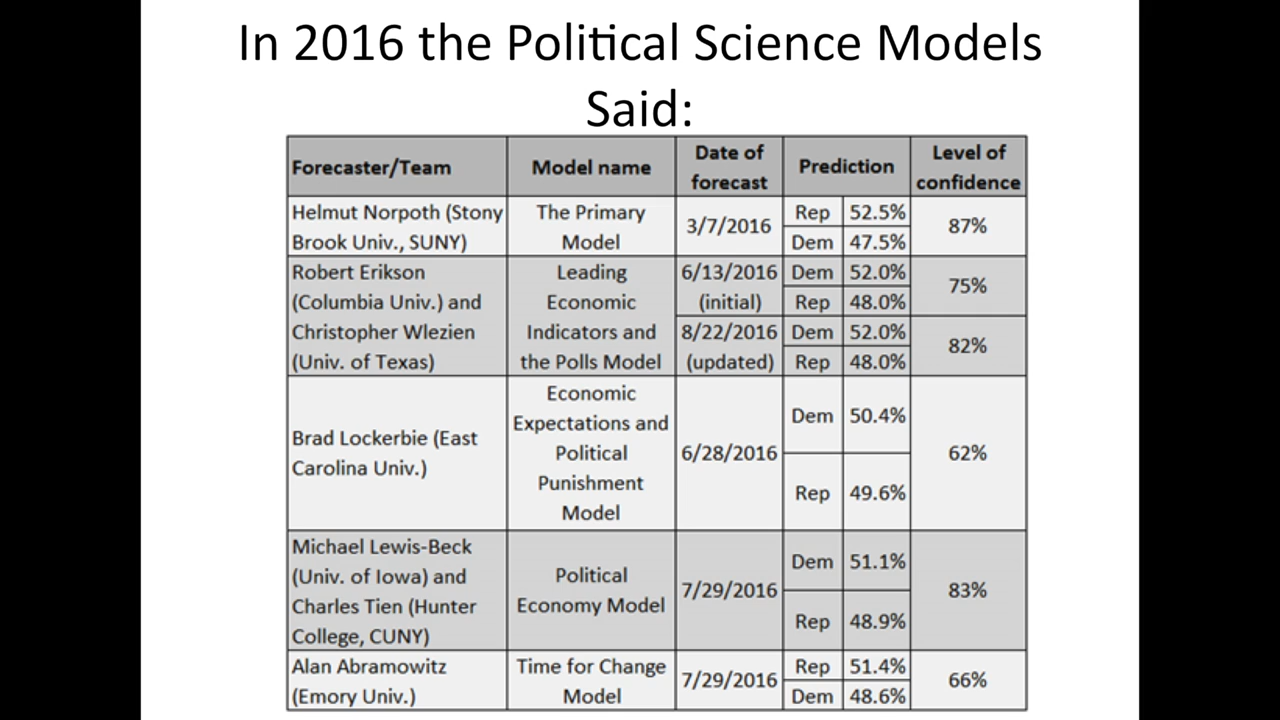 In 2016 the Political Science Models
Said:
Forecaster/Team Model name Date of forecast Prediction Level of confidence
Helmut Norpoth (Stony Brook Univ., SUNY) The Primary Model 3/7/2016 Rep 52.5% 87%
Dem 47.5%
Robert Erikson (Columbia Univ.) and Christopher Wlezien (Univ. of Texas) Leading Economic Indicators and the Polls Model 6/13/2016 (initial) Dem 52.0% 75%
Rep 48.0%
8/22/2016 (updated) Dem 52.0% 82%
Rep 48.0%
Brad Lockerbie (East Carolina Univ.) Economic Expectations and Political Punishment Model 6/28/2016 Dem 50.4% 62%
Rep 49.6%
Michael Lewis-Beck (Univ. of Iowa) and Charles Tien (Hunter College, CUNY) Political Economy Model 7/29/2016 Dem 51.1% 83%
Rep 48.9%
Alan Abramowitz (Emory Univ.) Time for Change Model 7/29/2016 Rep 51.4% 66%
Dem 48.6%